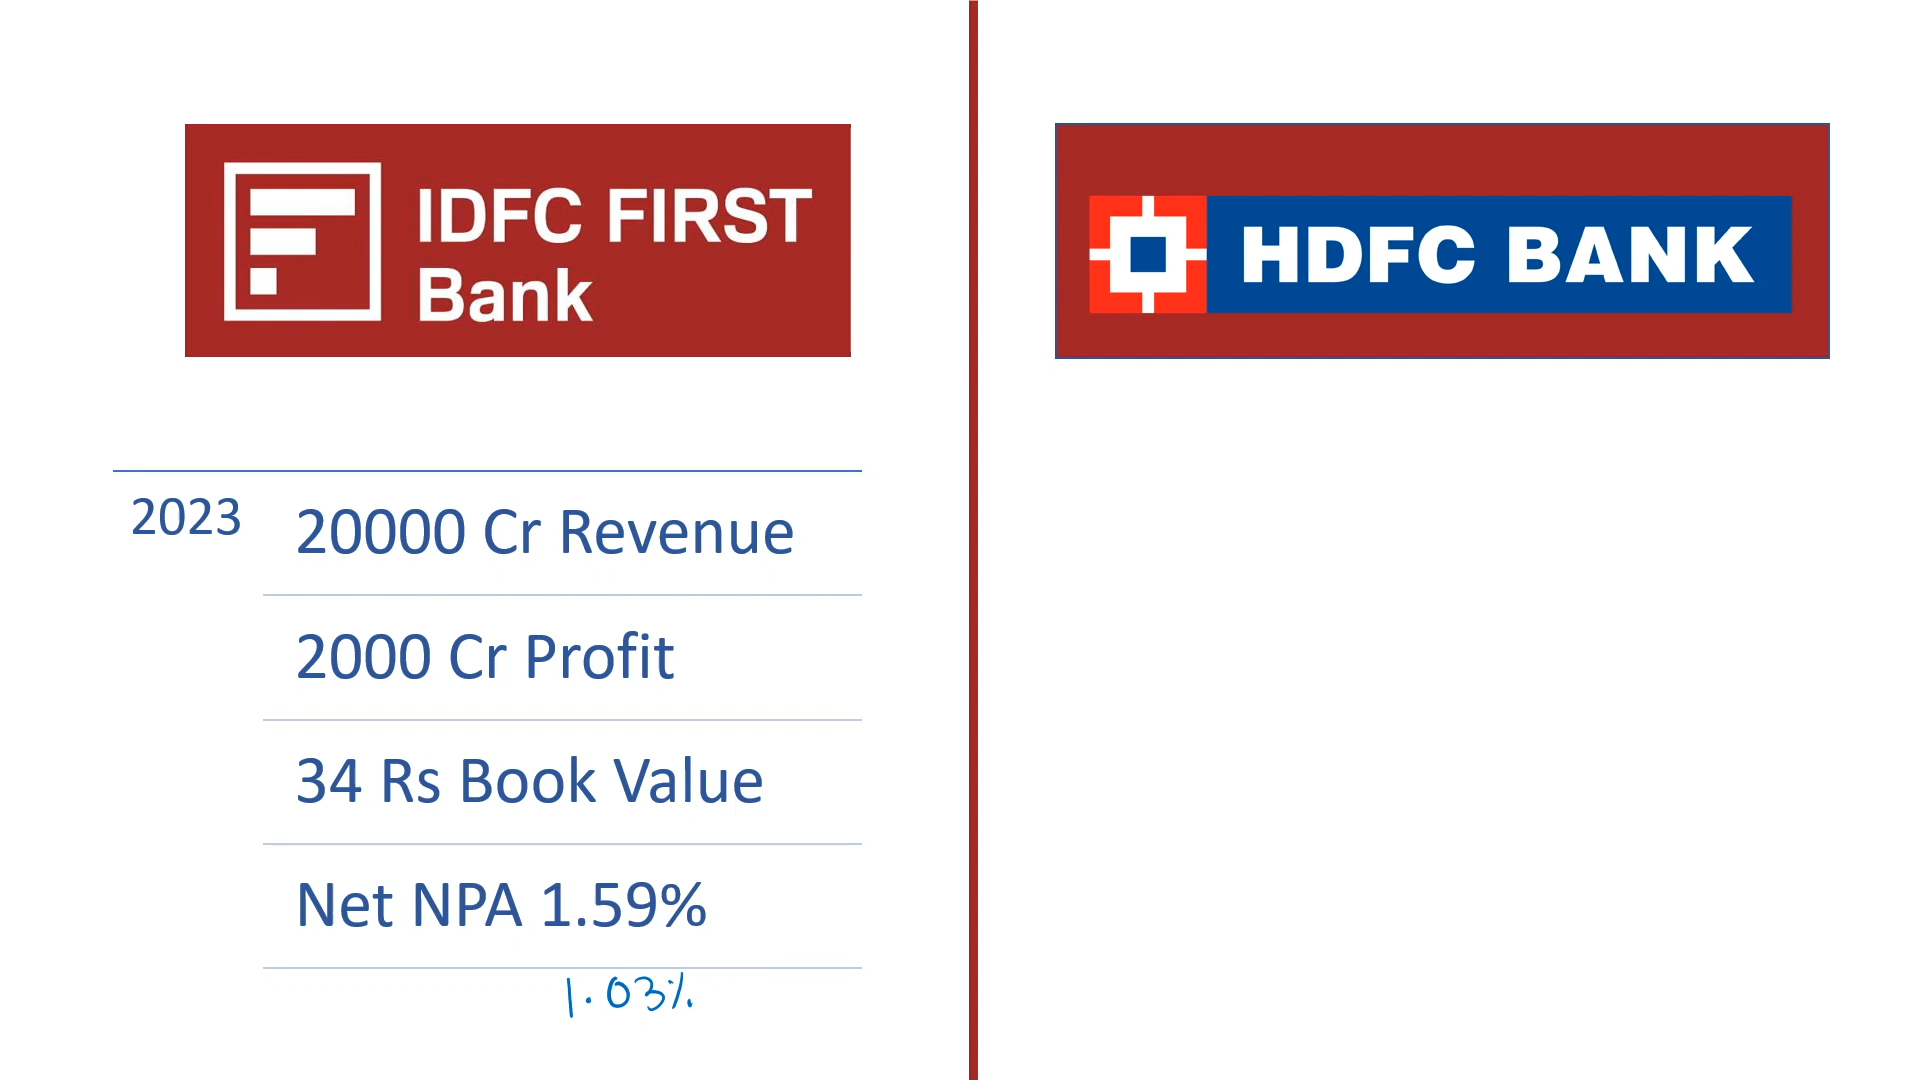 IDFC FIRST
Bank
HDFC BANK
2023
20000 Cr Revenue
2000 Cr Profit
34 Rs Book Value
Net NPA 1.59%
1.03%